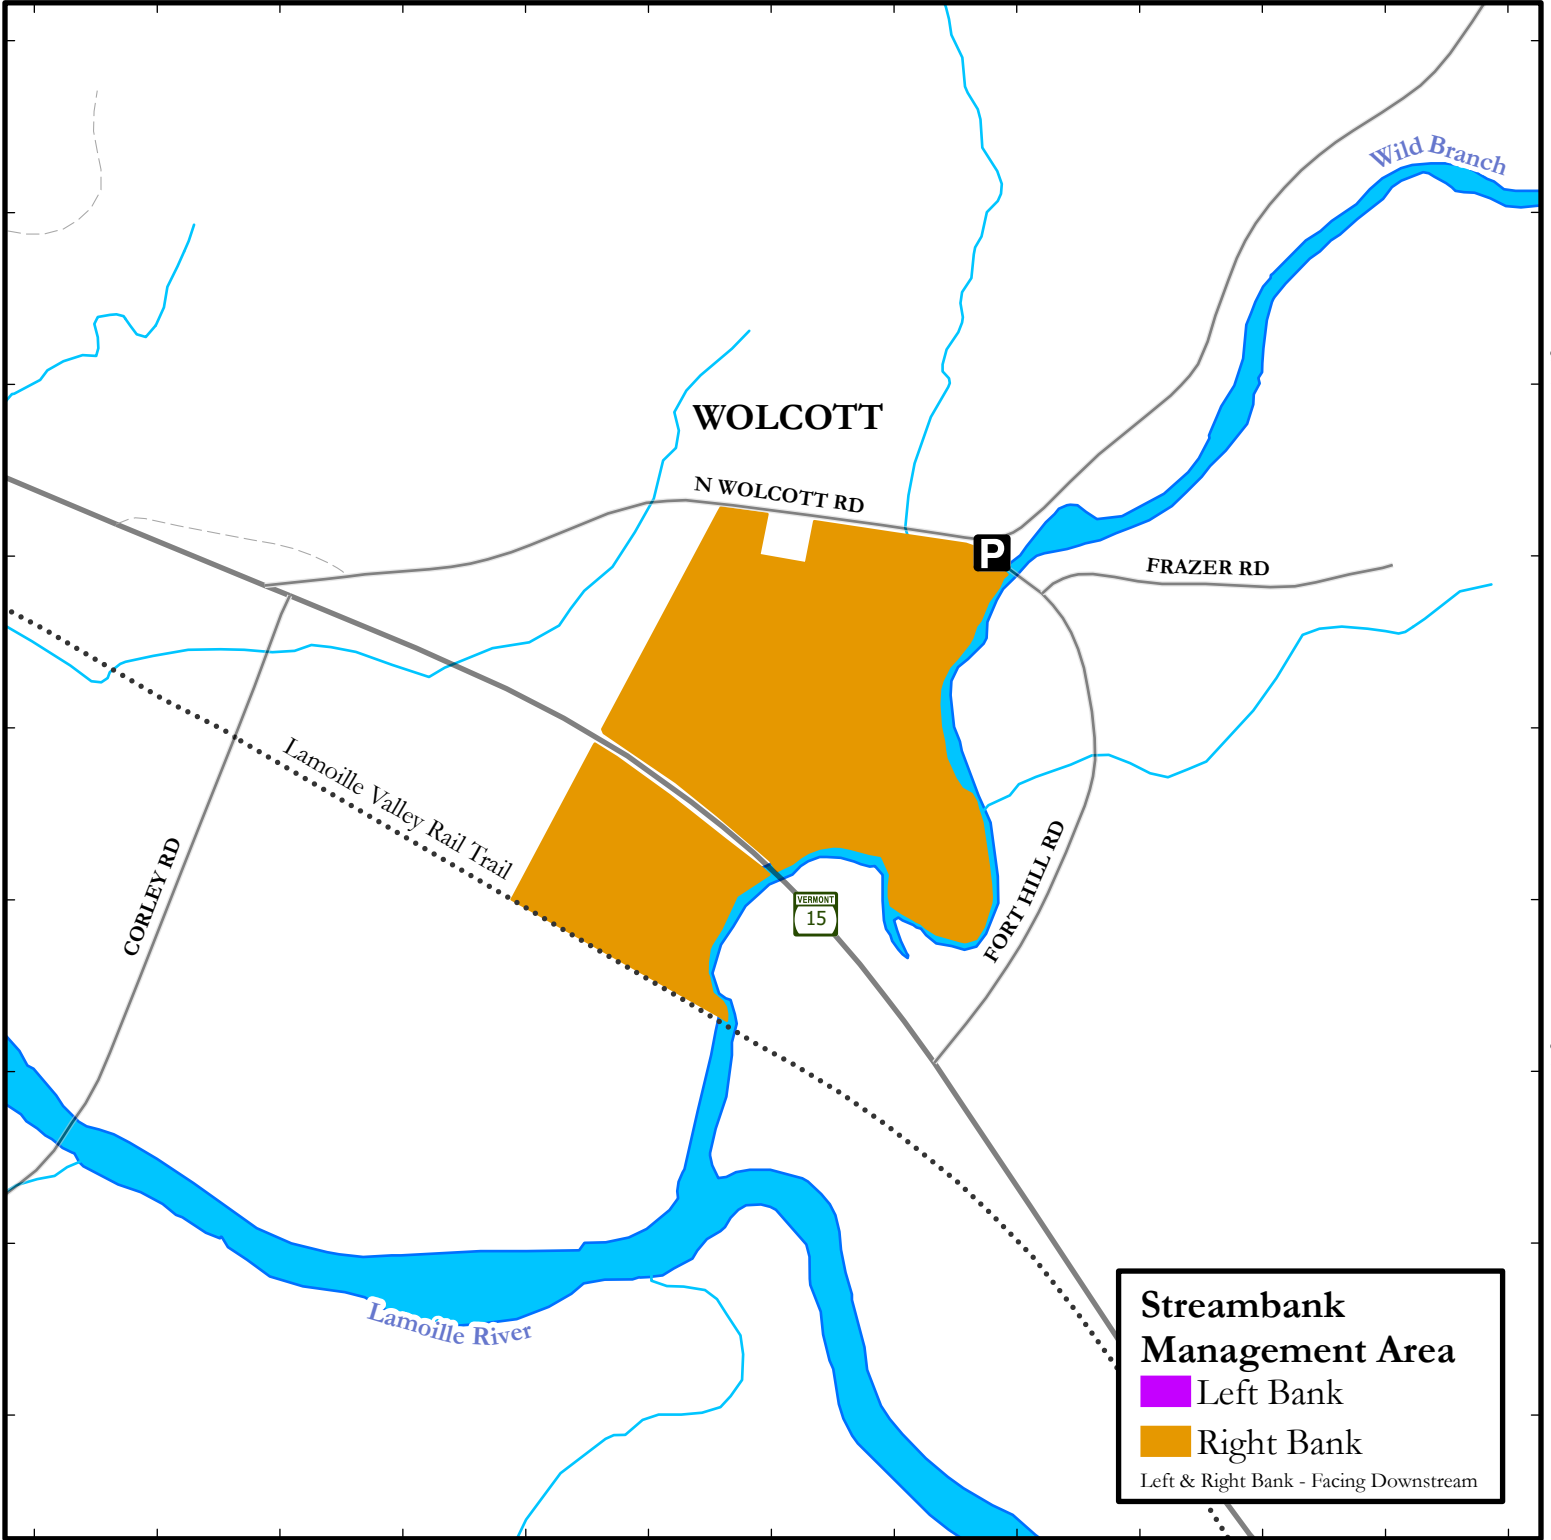 Wild Branch
WOLCOTT
N WOLCOTT RD
P
FRAZER RD
Lamoille Valley Rail Trail
CORLEY RD
FORT HILL RD
VERMONT
15
Lamoille River
Streambank
Management Area
Left Bank
Right Bank
Left & Right Bank - Facing Downstream